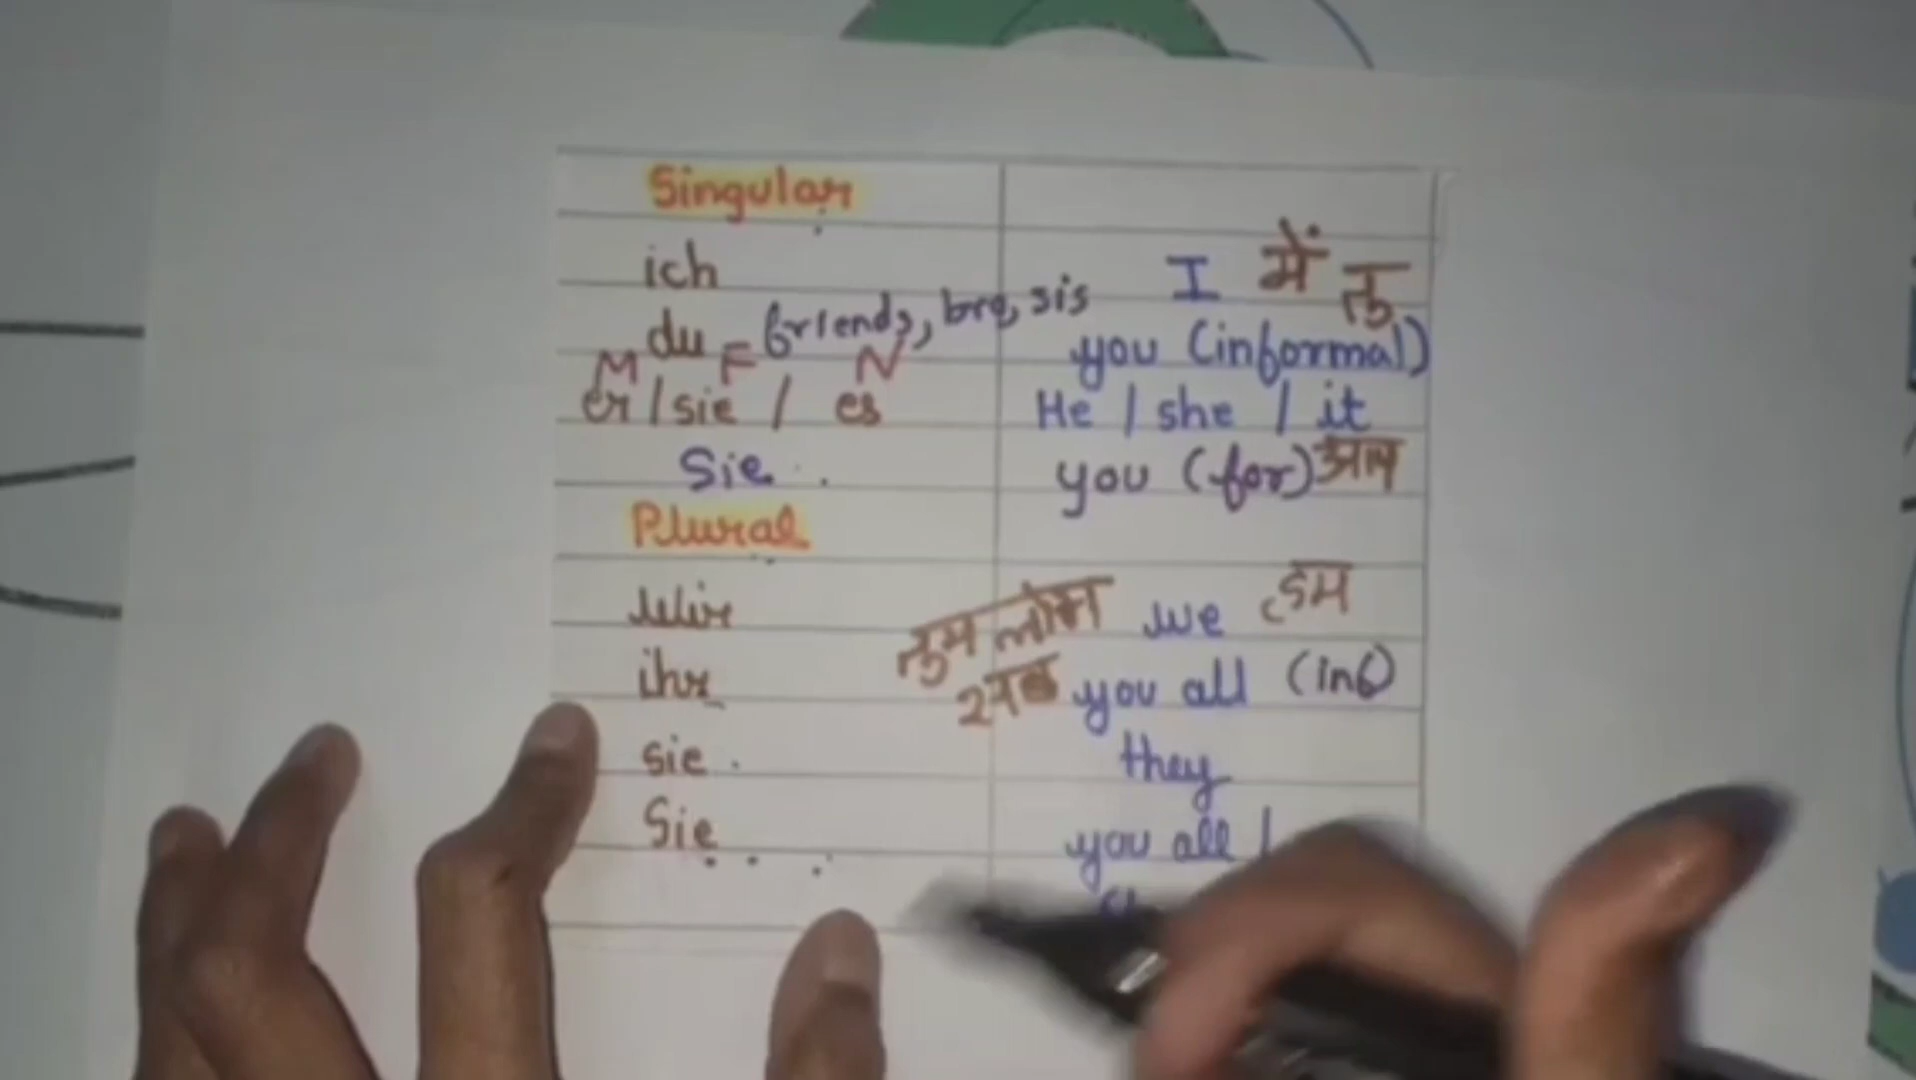 Singular
ich I में तु
du friends, bro, sis you (informal)
M F N
er / sie / es He / she / it
Sie you (for) आप
Plural
Wir we हम
ihr तुम लोग you all (inf)
सब
sie they
Sie you all /